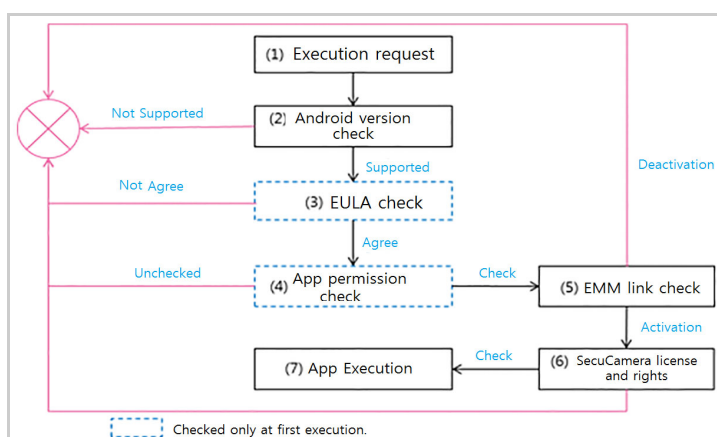 (1) Execution request
Not Supported
(2) Android version
check
Supported
Deactivation
Not Agree
(3) EULA check
Agree
Unchecked
(4) App permission
check
Check
(5) EMM link check
Activation
(7) App Execution
Check
(6) SecuCamera license
and rights
Checked only at first execution.